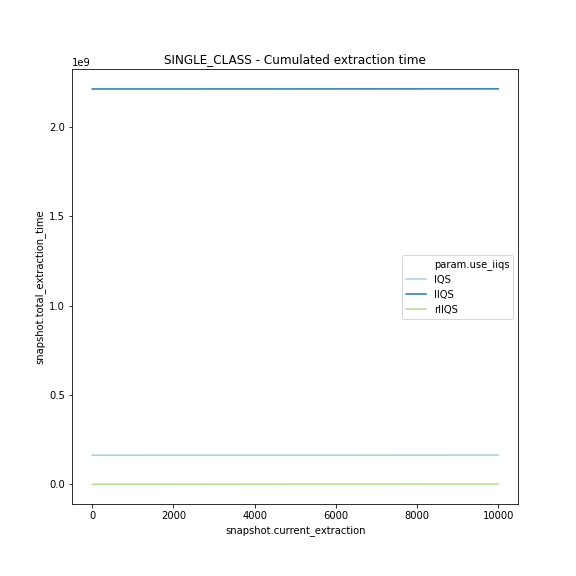 SINGLE_CLASS - Cumulated extraction time
1e9
2.0
1.5
1.0
0.5
0.0
snapshot.total_extraction_time
param.use_iiqs
IQS
IIQS
rIIQS
0
2000
4000
6000
8000
10000
snapshot.current_extraction